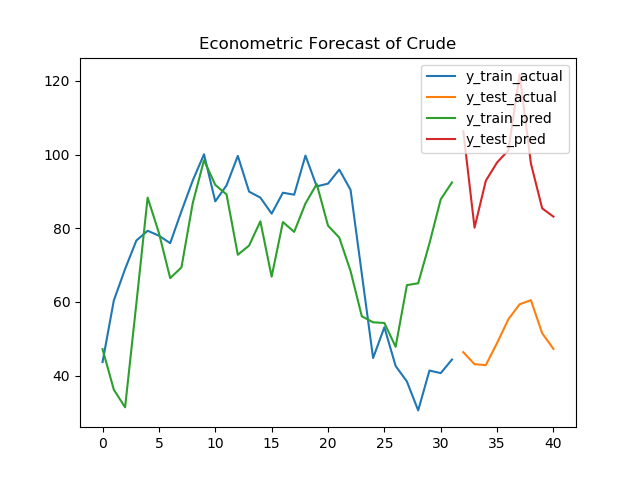 Econometric Forecast of Crude
y_train_actual
y_test_actual
y_train_pred
y_test_pred
120
100
80
60
40
0 5 10 15 20 25 30 35 40